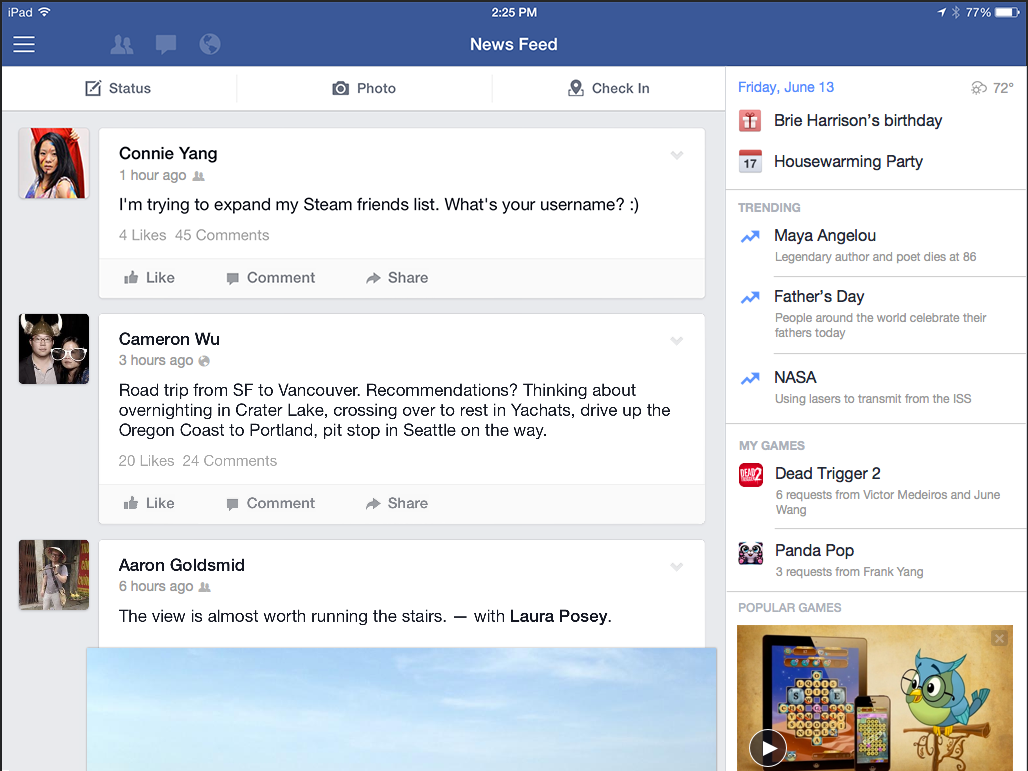 iPad
2:25 PM
77%
News Feed
Status
Photo
Check In
Connie Yang
1 hour ago
I'm trying to expand my Steam friends list. What's your username? :)
4 Likes 45 Comments
Like
Comment
Share
Cameron Wu
3 hours ago
Road trip from SF to Vancouver. Recommendations? Thinking about
overnighting in Crater Lake, crossing over to rest in Yachats, drive up the
Oregon Coast to Portland, pit stop in Seattle on the way.
20 Likes 24 Comments
Like
Comment
Share
Aaron Goldsmid
6 hours ago
The view is almost worth running the stairs. — with Laura Posey.
Friday, June 13
72°
Brie Harrison's birthday
17
Housewarming Party
TRENDING
Maya Angelou
Legendary author and poet dies at 86
Father's Day
People around the world celebrate their
fathers today
NASA
Using lasers to transmit from the ISS
MY GAMES
DEAD
Dead Trigger 2
6 requests from Victor Medeiros and June
Wang
Panda Pop
3 requests from Frank Yang
POPULAR GAMES